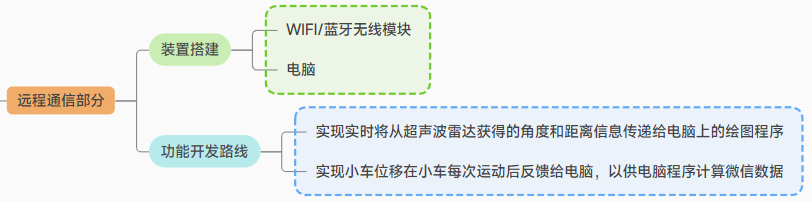 远程通信部分
装置搭建
WIFI/蓝牙无线模块
电脑
功能开发路线
实现实时将从超声波雷达获得的角度和距离信息传递给电脑上的绘图程序
实现小车位移在小车每次运动后反馈给电脑，以供电脑程序计算微信数据